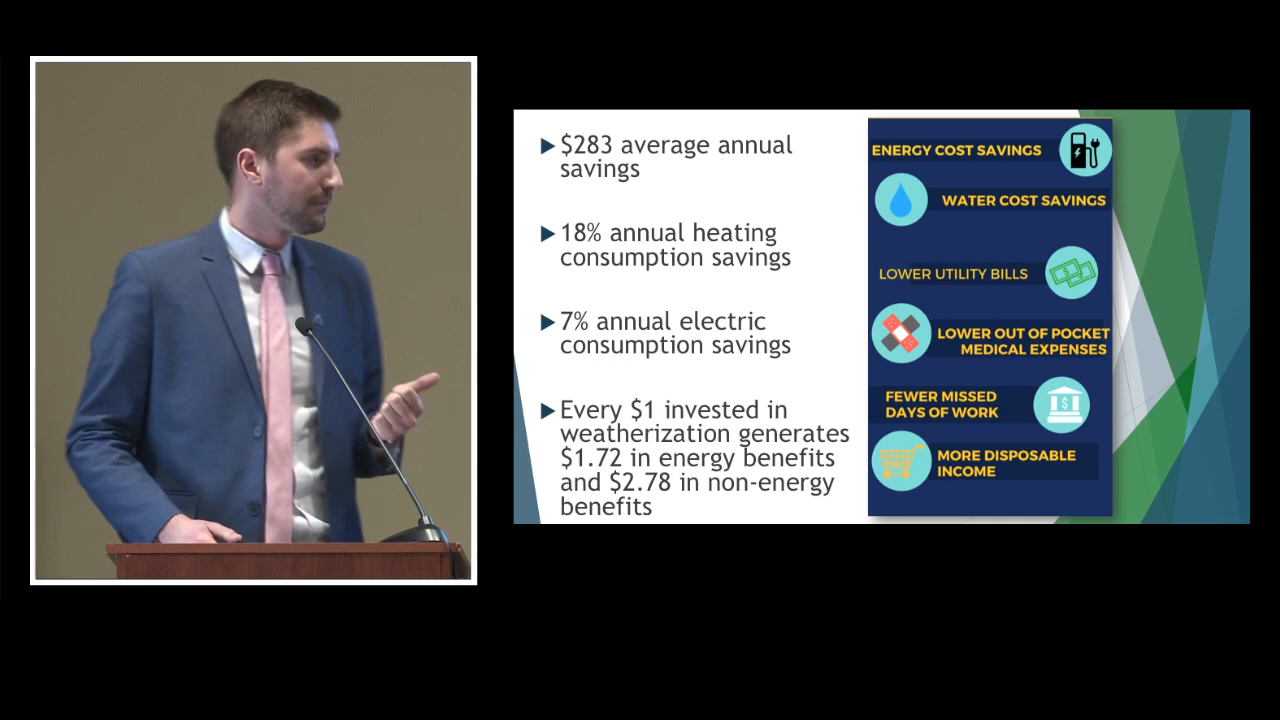 $283 average annual
savings
18% annual heating
consumption savings
7% annual electric
consumption savings
Every $1 invested in
weatherization generates
$1.72 in energy benefits
and $2.78 in non-energy
benefits
ENERGY COST SAVINGS
WATER COST SAVINGS
LOWER UTILITY BILLS
LOWER OUT OF POCKET
MEDICAL EXPENSES
FEWER MISSED
DAYS OF WORK
MORE DISPOSABLE
INCOME